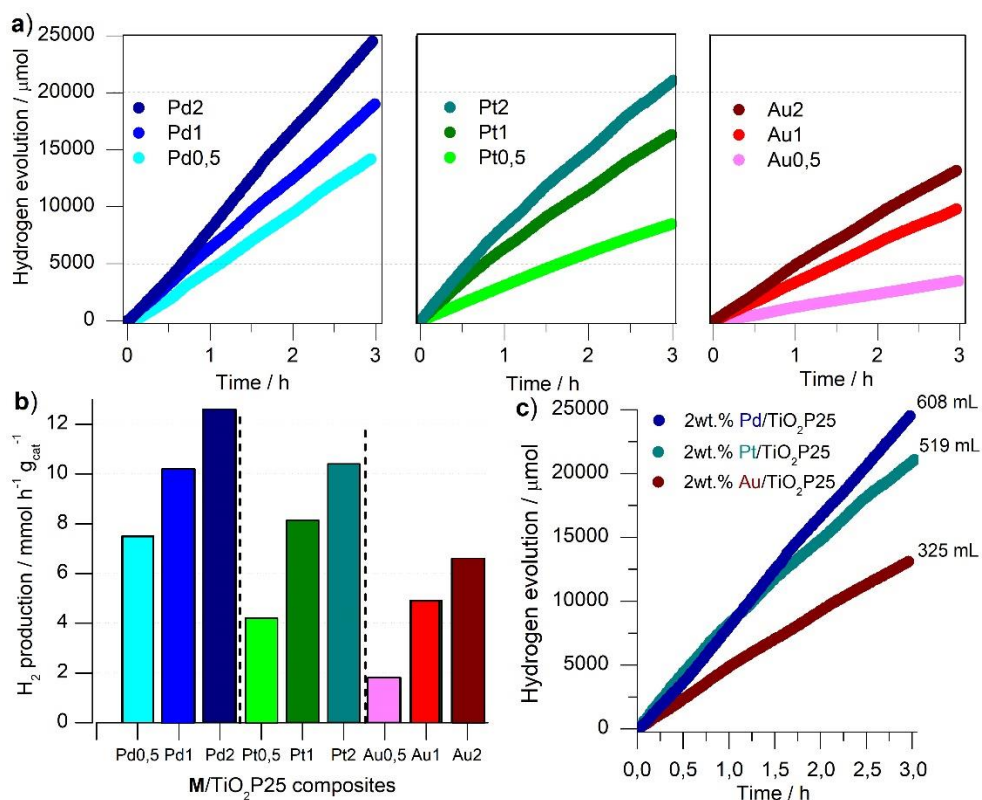 a)
Hydrogen evolution / μmol
25000
20000
15000
10000
5000
0
Pd2
Pd1
Pd0,5
0 1 2 3
Time / h
Pt2
Pt1
Pt0,5
0 1 2 3
Time / h
Au2
Au1
Au0,5
0 1 2 3
Time / h
b)
H₂ production / mmol h⁻¹ g_cat⁻¹
12
10
8
6
4
2
0
Pd0,5 Pd1 Pd2 Pt0,5 Pt1 Pt2 Au0,5 Au1 Au2
M/TiO₂P25 composites
c)
Hydrogen evolution / μmol
25000
20000
15000
10000
5000
0
2wt.% Pd/TiO₂P25
2wt.% Pt/TiO₂P25
2wt.% Au/TiO₂P25
608 mL
519 mL
325 mL
0,0 0,5 1,0 1,5 2,0 2,5 3,0
Time / h